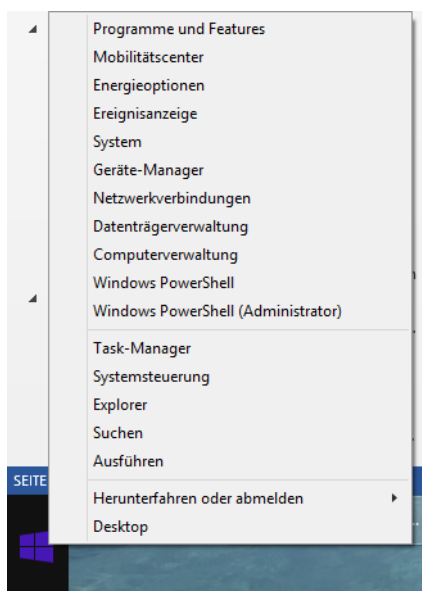 Programme und Features
Mobilitätscenter
Energieoptionen
Ereignisanzeige
System
Geräte-Manager
Netzwerkverbindungen
Datenträgerverwaltung
Computerverwaltung
Windows PowerShell
Windows PowerShell (Administrator)
Task-Manager
Systemsteuerung
Explorer
Suchen
Ausführen
SEITE
Herunterfahren oder abmelden
Desktop